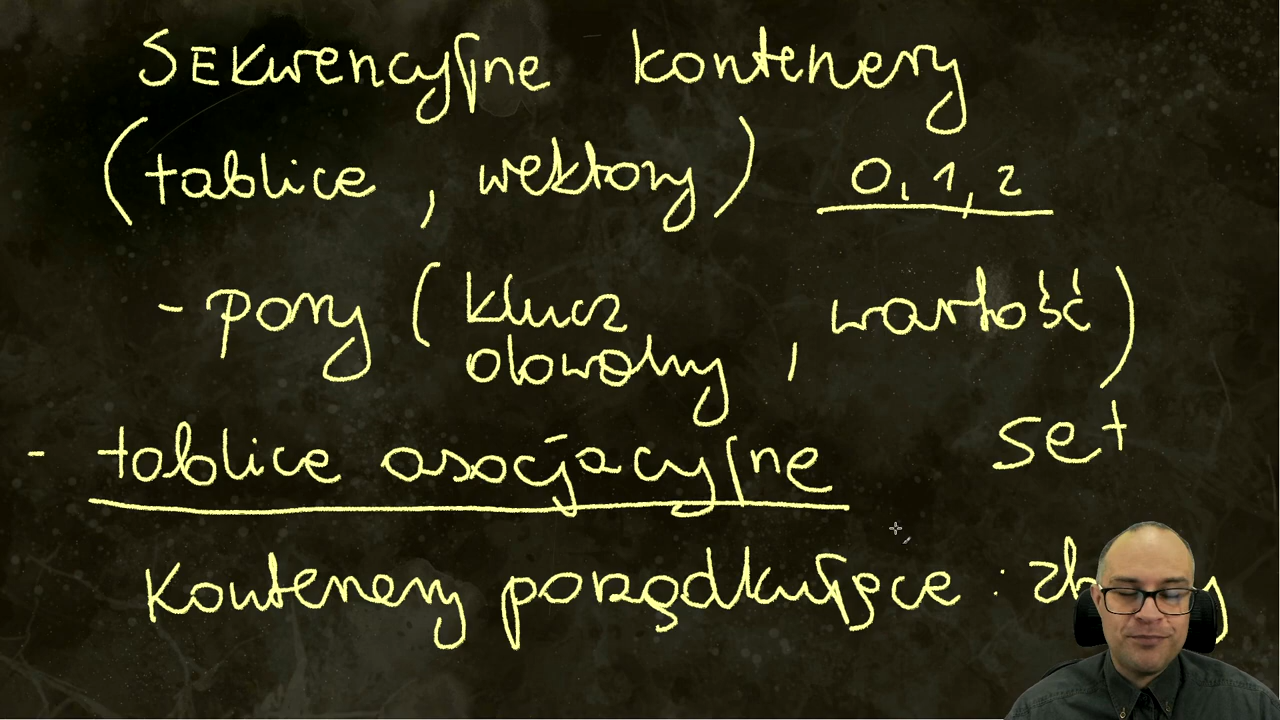 Sekwencyjne kontenery
(tablice, wektory) 0,1,2
- pary (klucz dowolny, wartość)
- tablice asocjacyjne
set
Kontenery porządkujące :